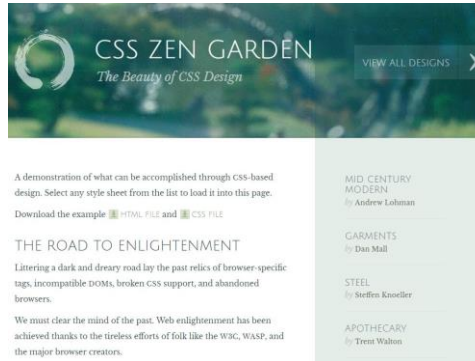 CSS ZEN GARDEN
The Beauty of CSS Design
VIEW ALL DESIGNS
A demonstration of what can be accomplished through CSS-based
design. Select any style sheet from the list to load it into this page.
Download the example HTML FILE and CSS FILE
THE ROAD TO ENLIGHTENMENT
Littering a dark and dreary road lay the past relics of browser-specific
tags, incompatible DOMs, broken CSS support, and abandoned
browsers.
We must clear the mind of the past. Web enlightenment has been
achieved thanks to the tireless efforts of folk like the W3C, WASP, and
the major browser creators.
MID CENTURY
MODERN
by Andrew Lohman
GARMENTS
by Dan Mall
STEEL
by Steffen Knoeller
APOTHECARY
by Trent Walton